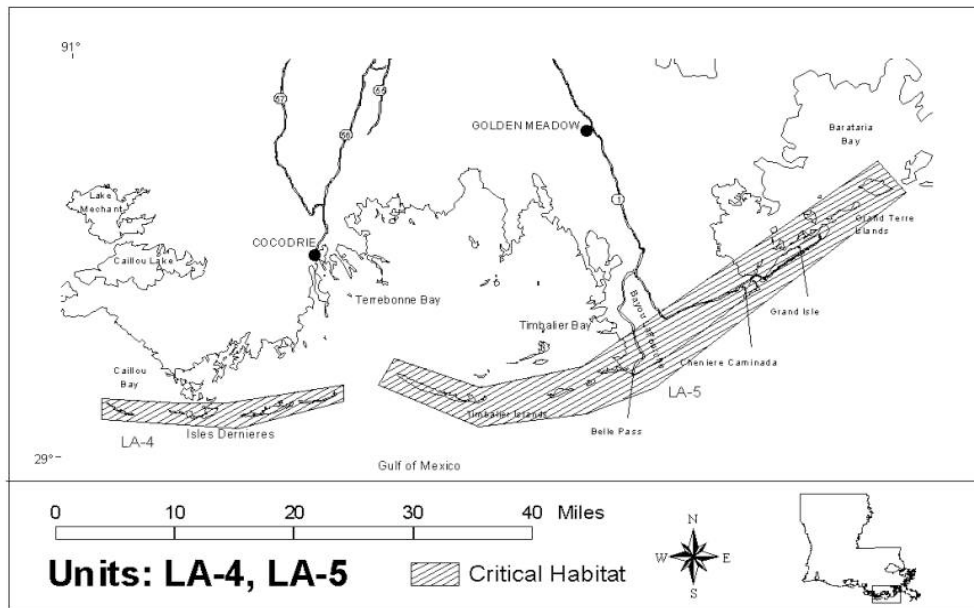 91°
57
56
55
GOLDEN MEADOW
Barataria
Bay
Lake
Mechant
1
Grand Terre
Islands
COCODRIE
Caillou Lake
Terrebonne Bay
Bayou
Grand Isle
Timbalier Bay
Cheniere Caminada
Caillou
Bay
LA-5
Timbalier Islands
Belle Pass
Isles Dernieres
LA-4
29°
Gulf of Mexico
0 10 20 30 40 Miles
N
W E
S
Units: LA-4, LA-5
Critical Habitat